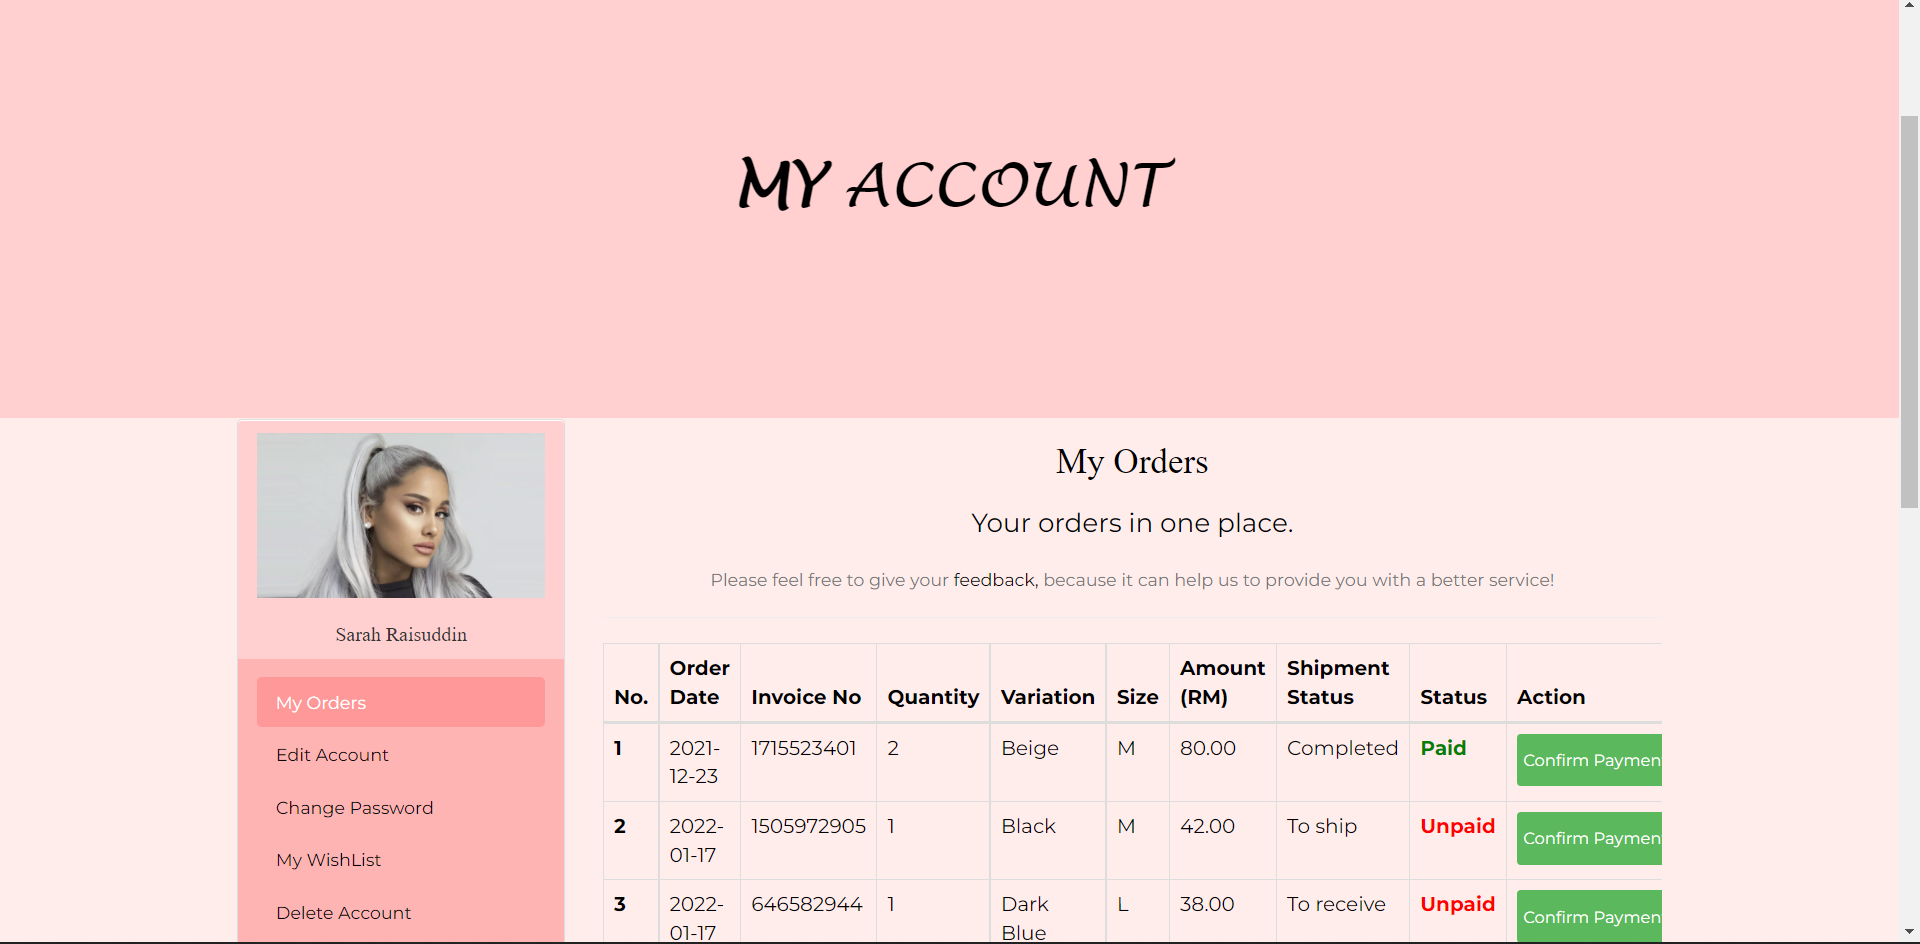 MY ACCOUNT
Sarah Raisuddin
My Orders
Edit Account
Change Password
My WishList
Delete Account
My Orders
Your orders in one place.
Please feel free to give your feedback, because it can help us to provide you with a better service!
No. Order Date Invoice No Quantity Variation Size Amount (RM) Shipment Status Status Action
1 2021-12-23 1715523401 2 Beige M 80.00 Completed Paid Confirm Paymen
2 2022-01-17 1505972905 1 Black M 42.00 To ship Unpaid Confirm Paymen
3 2022-01-17 646582944 1 Dark Blue L 38.00 To receive Unpaid Confirm Paymen